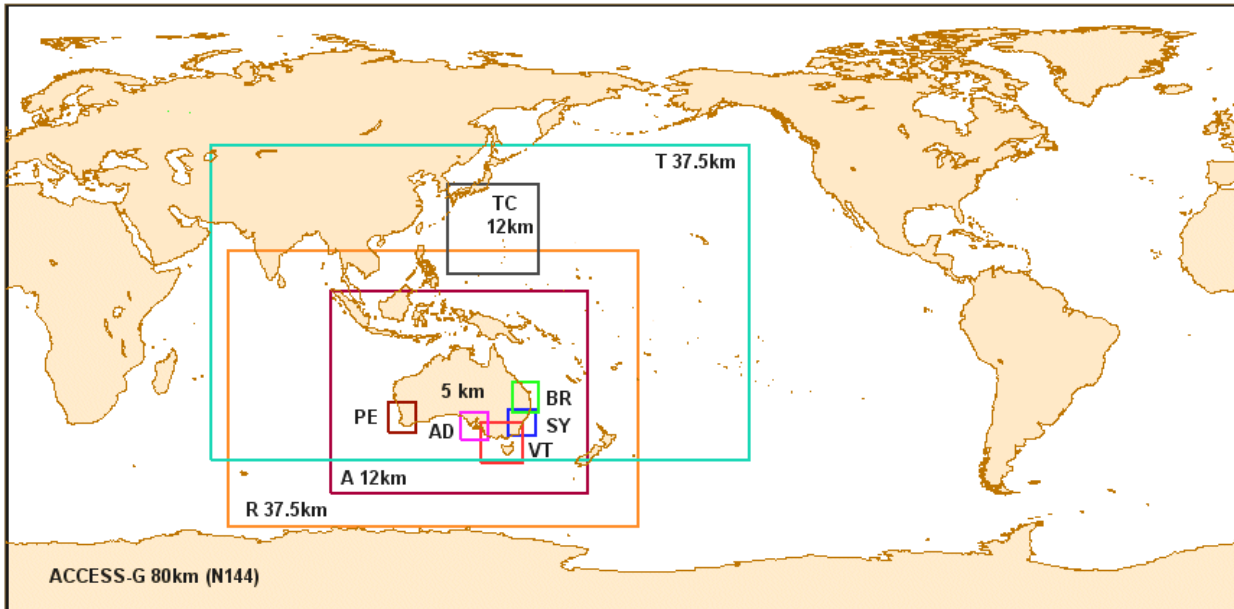 T 37.5km
TC
12km
5 km
BR
PE
SY
AD
VT
A 12km
R 37.5km
ACCESS-G 80km (N144)